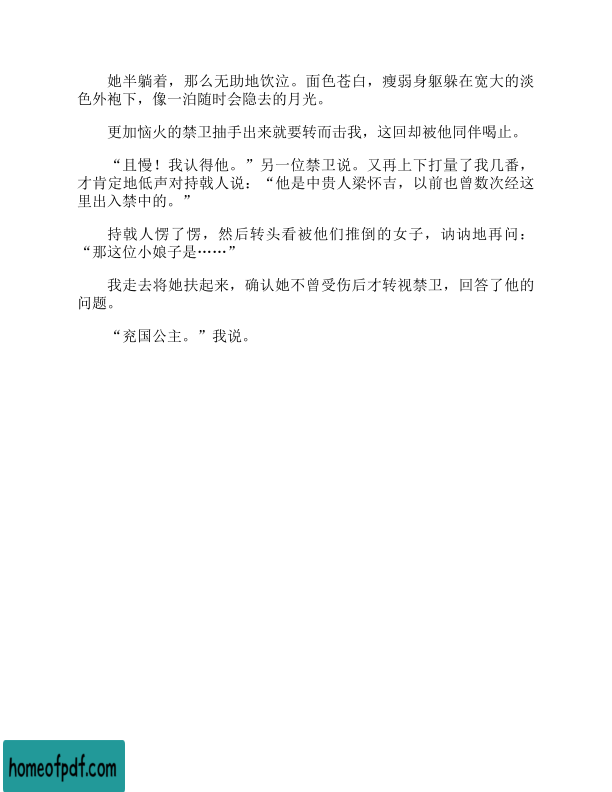 她半躺着，那么无助地饮泣。面色苍白，瘦弱身躯躲在宽大的淡
色外袍下，像一泊随时会隐去的月光。
更加恼火的禁卫抽手出来就要转而击我，这回却被他同伴喝止。
“且慢！我认得他。”另一位禁卫说。又再上下打量了我几番，
才肯定地低声对持戟人说：“他是中贵人梁怀吉，以前也曾数次经这
里出入禁中的。”
持戟人愣了愣，然后转头看被他们推倒的女子，讷讷地再问：
“那这位小娘子是……”
我走去将她扶起来，确认她不曾受伤后才转视禁卫，回答了他的
问题。
“兖国公主。”我说。
homeofpdf.com